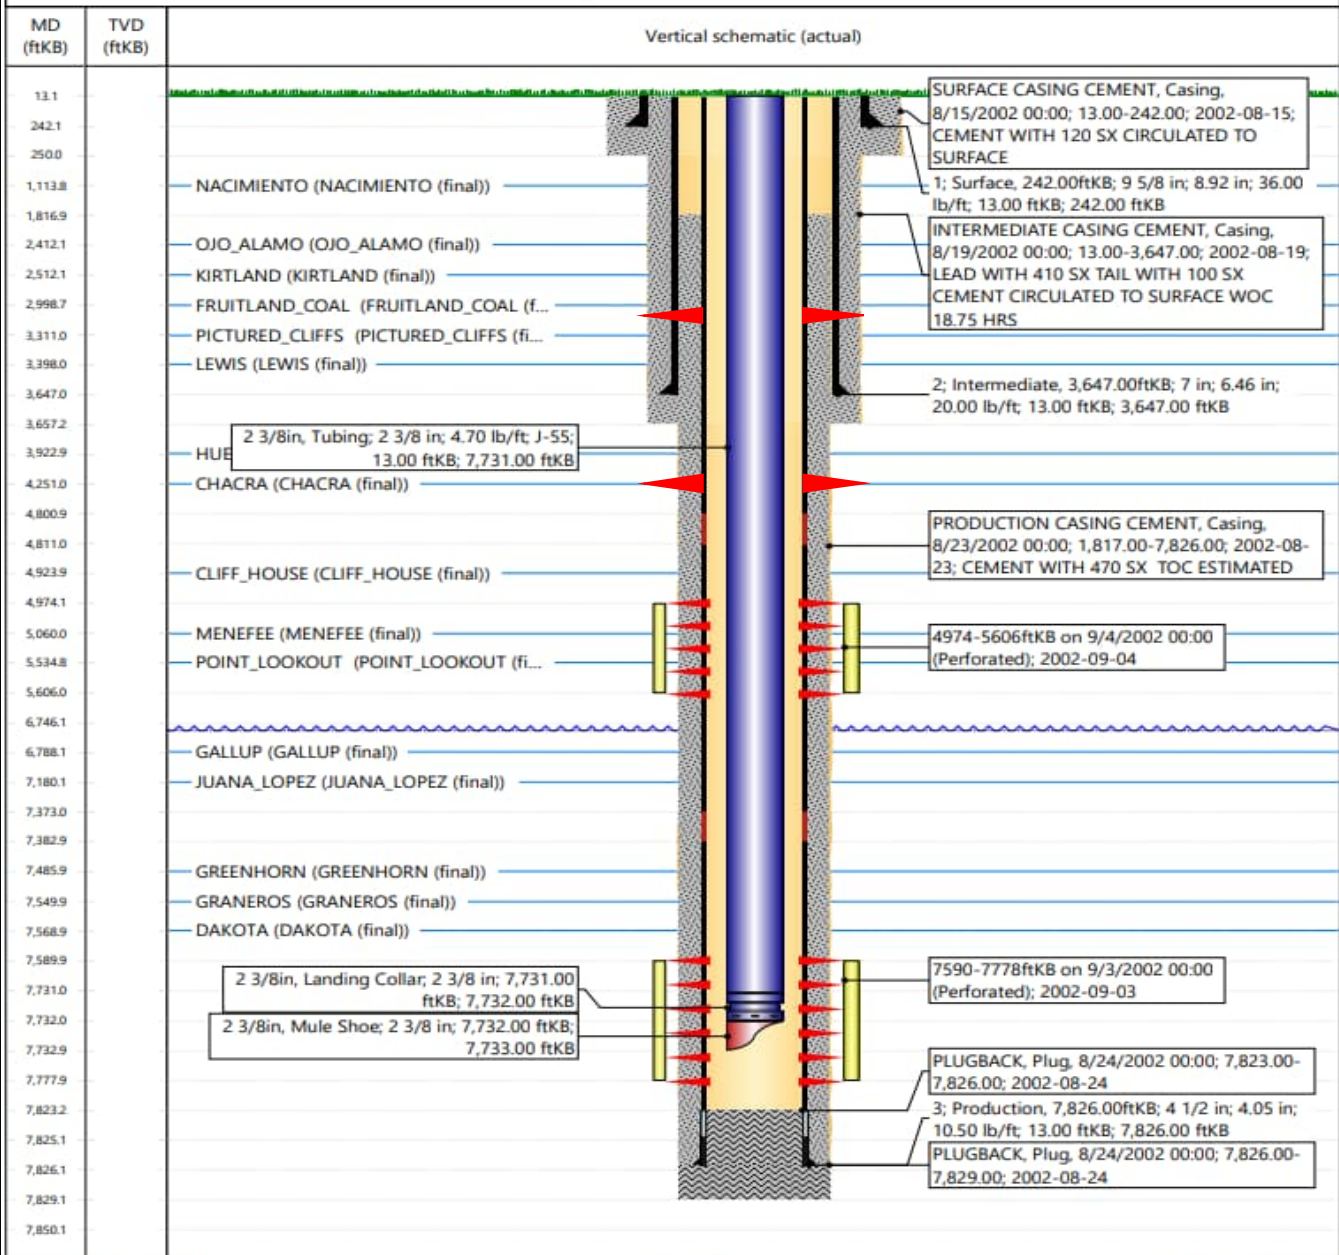 MD
(ftKB)
TVD
(ftKB)
Vertical schematic (actual)
13.1
242.1
250.0
1,113.8
1,816.9
2,412.1
2,512.1
2,998.7
3,311.0
3,398.0
3,647.0
3,657.2
3,922.9
4,251.0
4,800.9
4,811.0
4,923.9
4,974.1
5,060.0
5,534.8
5,606.0
6,746.1
6,788.1
7,180.1
7,373.0
7,382.9
7,485.9
7,549.9
7,568.9
7,589.9
7,731.0
7,732.0
7,732.9
7,777.9
7,823.2
7,825.1
7,826.1
7,829.1
7,850.1
NACIMIENTO (NACIMIENTO (final))
OJO_ALAMO (OJO_ALAMO (final))
KIRTLAND (KIRTLAND (final))
FRUITLAND_COAL (FRUITLAND_COAL (f...
PICTURED_CLIFFS (PICTURED_CLIFFS (fi...
LEWIS (LEWIS (final))
2 3/8in, Tubing; 2 3/8 in; 4.70 lb/ft; J-55;
13.00 ftKB; 7,731.00 ftKB
HUE
CHACRA (CHACRA (final))
CLIFF_HOUSE (CLIFF_HOUSE (final))
MENEFEE (MENEFEE (final))
POINT_LOOKOUT (POINT_LOOKOUT (fi...
GALLUP (GALLUP (final))
JUANA_LOPEZ (JUANA_LOPEZ (final))
GREENHORN (GREENHORN (final))
GRANEROS (GRANEROS (final))
DAKOTA (DAKOTA (final))
2 3/8in, Landing Collar; 2 3/8 in; 7,731.00
ftKB; 7,732.00 ftKB
2 3/8in, Mule Shoe; 2 3/8 in; 7,732.00 ftKB;
7,733.00 ftKB
SURFACE CASING CEMENT, Casing,
8/15/2002 00:00; 13.00-242.00; 2002-08-15;
CEMENT WITH 120 SX CIRCULATED TO
SURFACE
1; Surface, 242.00ftKB; 9 5/8 in; 8.92 in; 36.00
lb/ft; 13.00 ftKB; 242.00 ftKB
INTERMEDIATE CASING CEMENT, Casing,
8/19/2002 00:00; 13.00-3,647.00; 2002-08-19;
LEAD WITH 410 SX TAIL WITH 100 SX
CEMENT CIRCULATED TO SURFACE WOC
18.75 HRS
2; Intermediate, 3,647.00ftKB; 7 in; 6.46 in;
20.00 lb/ft; 13.00 ftKB; 3,647.00 ftKB
PRODUCTION CASING CEMENT, Casing,
8/23/2002 00:00; 1,817.00-7,826.00; 2002-08-
23; CEMENT WITH 470 SX TOC ESTIMATED
4974-5606ftKB on 9/4/2002 00:00
(Perforated); 2002-09-04
7590-7778ftKB on 9/3/2002 00:00
(Perforated); 2002-09-03
PLUGBACK, Plug, 8/24/2002 00:00; 7,823.00-
7,826.00; 2002-08-24
3; Production, 7,826.00ftKB; 4 1/2 in; 4.05 in;
10.50 lb/ft; 13.00 ftKB; 7,826.00 ftKB
PLUGBACK, Plug, 8/24/2002 00:00; 7,826.00-
7,829.00; 2002-08-24